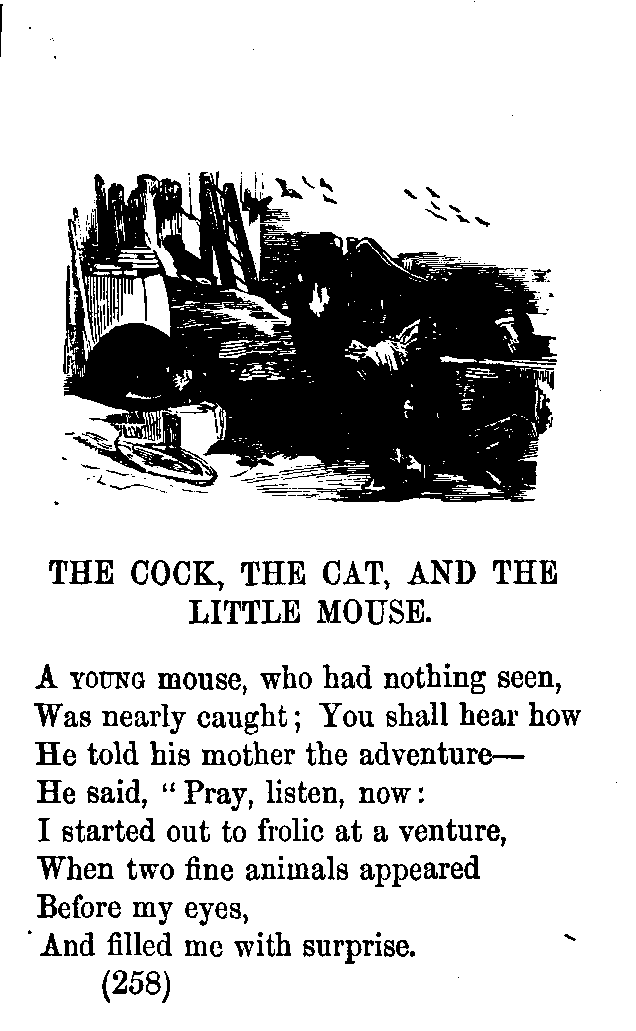 THE COCK, THE CAT, AND THE
LITTLE MOUSE.
A YOUNG mouse, who had nothing seen,
Was nearly caught; You shall hear how
He told his mother the adventure—
He said, "Pray, listen, now:
I started out to frolic at a venture,
When two fine animals appeared
Before my eyes,
And filled me with surprise.
(258)